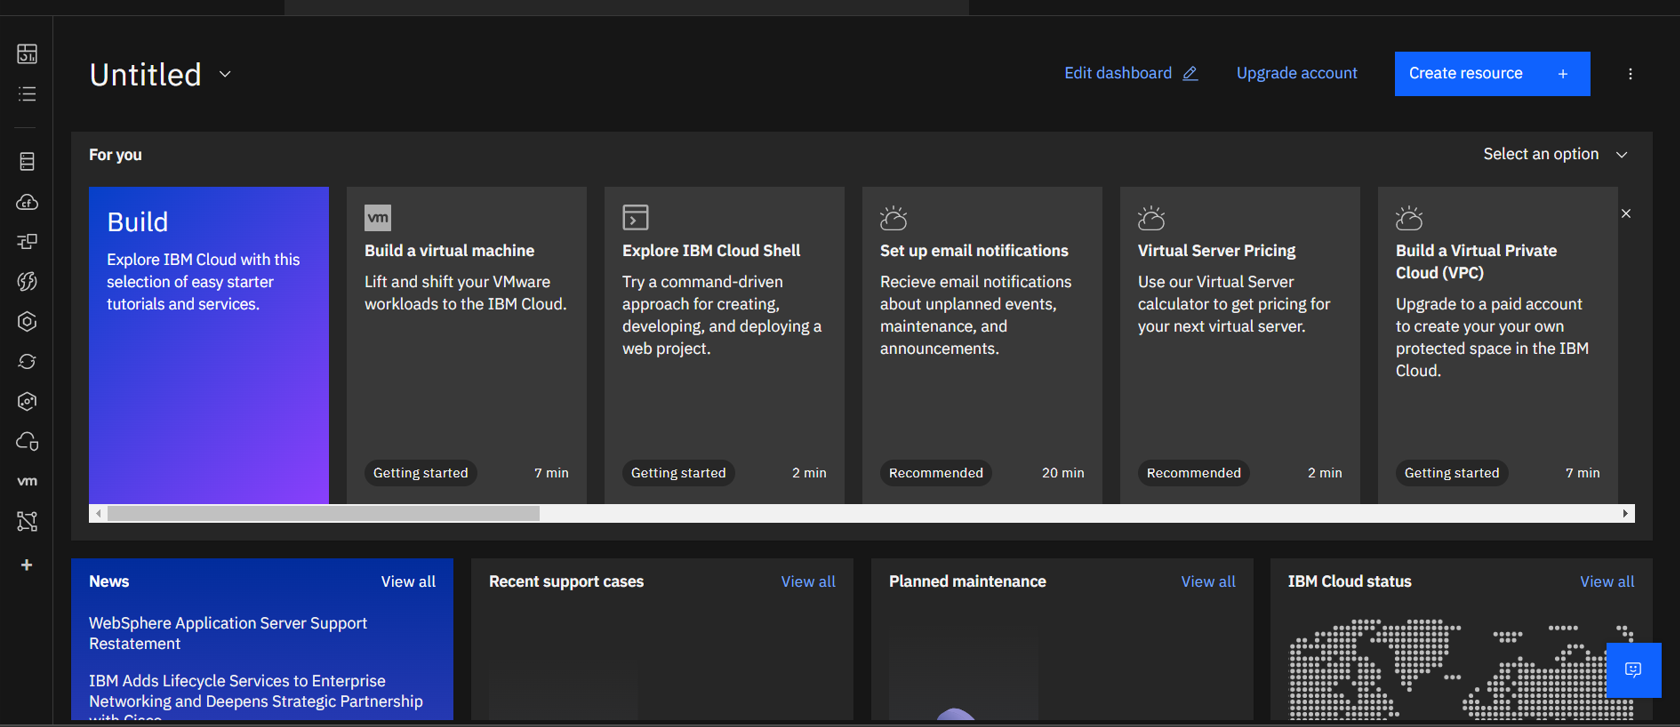 Untitled
Edit dashboard
Upgrade account
Create resource +
For you
Select an option
Build
Explore IBM Cloud with this
selection of easy starter
tutorials and services.
vm
Build a virtual machine
Lift and shift your VMware
workloads to the IBM Cloud.
Getting started
7 min
Explore IBM Cloud Shell
Try a command-driven
approach for creating,
developing, and deploying a
web project.
Getting started
2 min
Set up email notifications
Recieve email notifications
about unplanned events,
maintenance, and
announcements.
Recommended
20 min
Virtual Server Pricing
Use our Virtual Server
calculator to get pricing for
your next virtual server.
Recommended
2 min
Build a Virtual Private
Cloud (VPC)
Upgrade to a paid account
to create your your own
protected space in the IBM
Cloud.
Getting started
7 min
cf
vm
News
View all
WebSphere Application Server Support
Restatement
IBM Adds Lifecycle Services to Enterprise
Networking and Deepens Strategic Partnership
with Cisco
Recent support cases
View all
Planned maintenance
View all
IBM Cloud status
View all